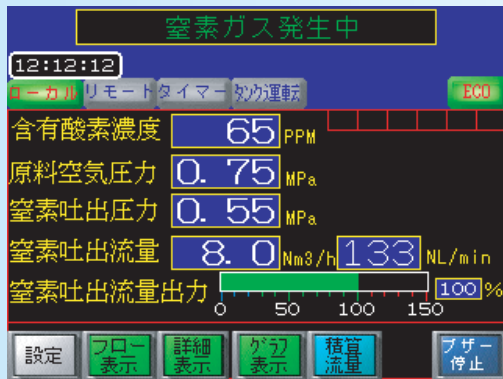 窒素ガス発生中
12:12:12
ローカル リモート タイマー タンク運転 ECO
含有酸素濃度 65 PPM
原料空気圧力 0.75 MPa
窒素吐出圧力 0.55 MPa
窒素吐出流量 8.0 Nm3/h 133 NL/min
窒素吐出流量出力 100 %
0 50 100 150
設定 フロー表示 詳細表示 グラフ表示 積算流量 ブザー停止